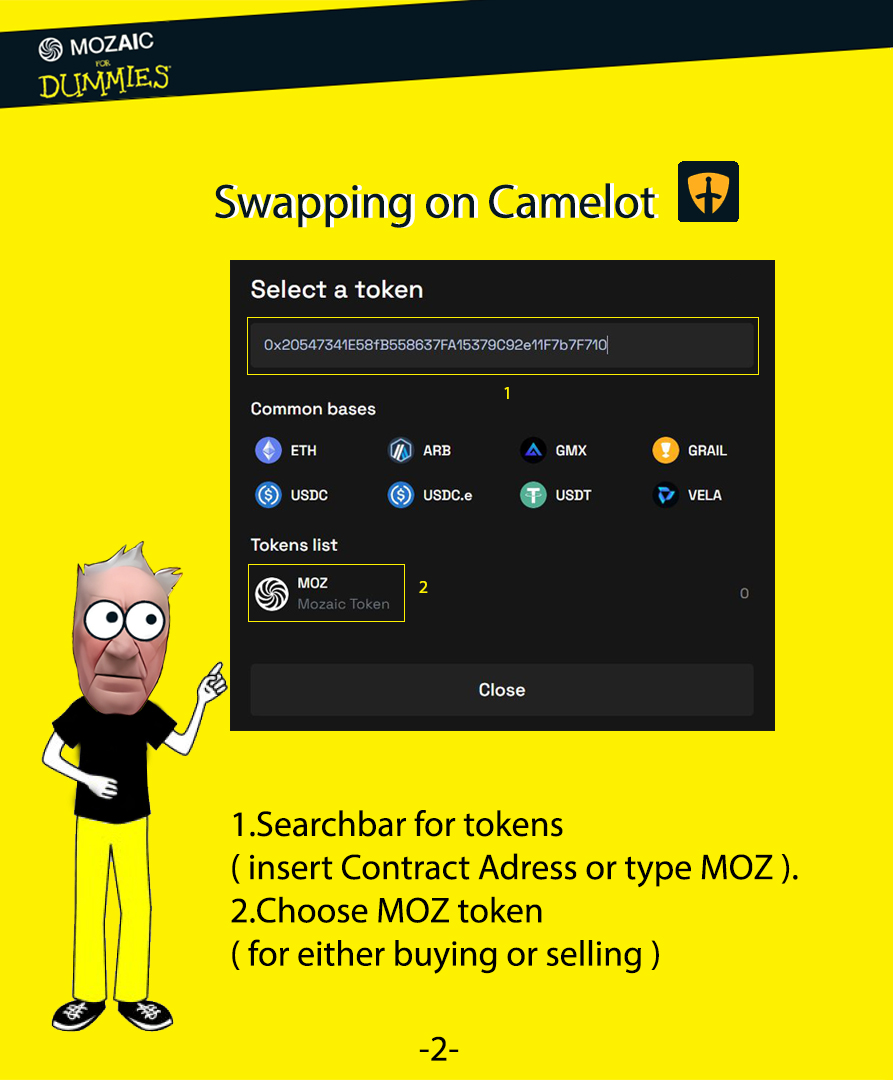 MOZAIC
FOR
DUMMIES
Swapping on Camelot
Select a token
0x20547341E58fB558637FA15379C92e11F7b7F710
1
Common bases
ETH ARB GMX GRAIL
USDC USDC.e USDT VELA
Tokens list
MOZ
2
Mozaic Token 0
Close
1.Searchbar for tokens
( insert Contract Adress or type MOZ ).
2.Choose MOZ token
( for either buying or selling )
-2-